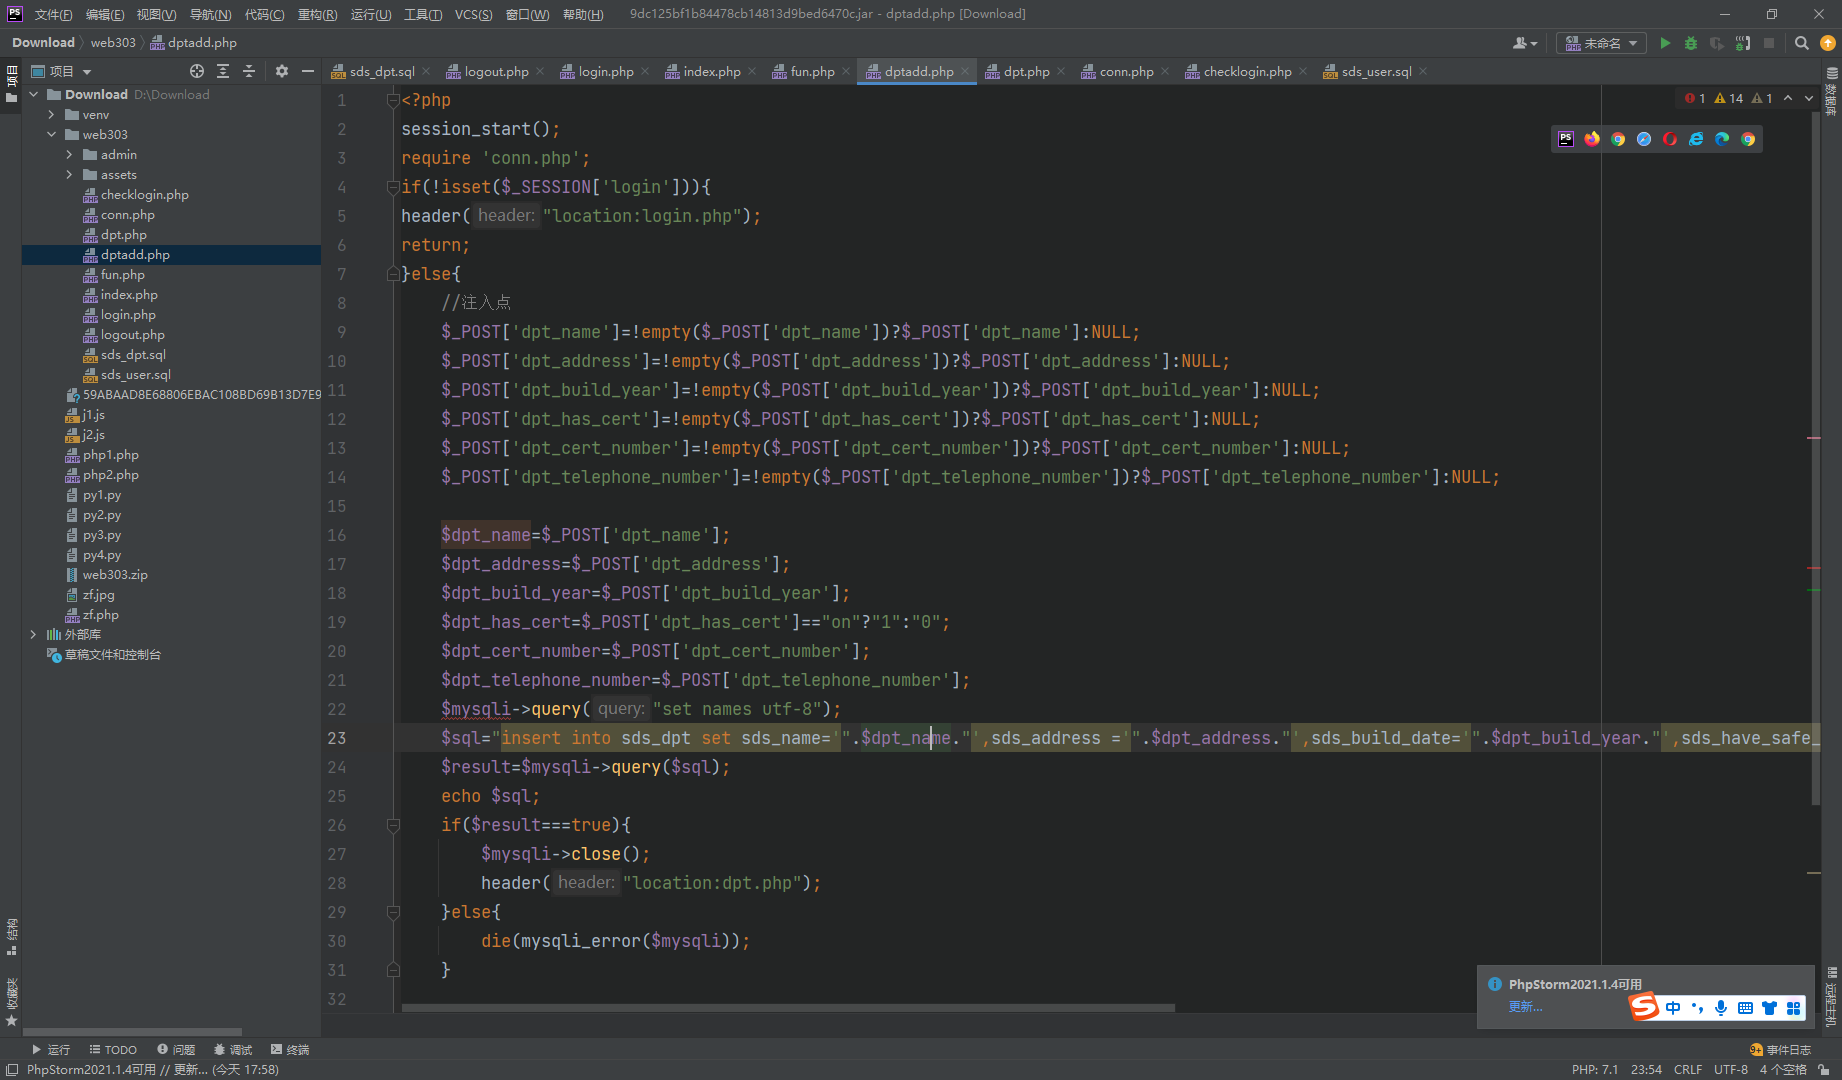 文件(F) 编辑(E) 视图(V) 导航(N) 代码(C) 重构(R) 运行(U) 工具(T) VCS(S) 窗口(W) 帮助(H) 9dc125bf1b84478cb14813d9bed6470c.jar - dptadd.php [Download]
Download web303 dptadd.php
未命名
项目
sds_dpt.sql logout.php login.php index.php fun.php dptadd.php dpt.php conn.php checklogin.php sds_user.sql
Download D:\Download
venv
web303
admin
assets
checklogin.php
conn.php
dpt.php
dptadd.php
fun.php
index.php
login.php
logout.php
sds_dpt.sql
sds_user.sql
59ABAAD8E68806EBAC108BD69B13D7E9
j1.js
j2.js
php1.php
php2.php
py1.py
py2.py
py3.py
py4.py
web303.zip
zf.jpg
zf.php
外部库
草稿文件和控制台
项目
结构
收藏夹
1 14 1
1 <?php
2 session_start();
3 require 'conn.php';
4 if(!isset($_SESSION['login'])){
5 header( header: "location:login.php");
6 return;
7 }else{
8 //注入点
9 $_POST['dpt_name']=!empty($_POST['dpt_name'])?$_POST['dpt_name']:NULL;
10 $_POST['dpt_address']=!empty($_POST['dpt_address'])?$_POST['dpt_address']:NULL;
11 $_POST['dpt_build_year']=!empty($_POST['dpt_build_year'])?$_POST['dpt_build_year']:NULL;
12 $_POST['dpt_has_cert']=!empty($_POST['dpt_has_cert'])?$_POST['dpt_has_cert']:NULL;
13 $_POST['dpt_cert_number']=!empty($_POST['dpt_cert_number'])?$_POST['dpt_cert_number']:NULL;
14 $_POST['dpt_telephone_number']=!empty($_POST['dpt_telephone_number'])?$_POST['dpt_telephone_number']:NULL;
15
16 $dpt_name=$_POST['dpt_name'];
17 $dpt_address=$_POST['dpt_address'];
18 $dpt_build_year=$_POST['dpt_build_year'];
19 $dpt_has_cert=$_POST['dpt_has_cert']=="on"?"1":"0";
20 $dpt_cert_number=$_POST['dpt_cert_number'];
21 $dpt_telephone_number=$_POST['dpt_telephone_number'];
22 $mysqli->query( query: "set names utf-8");
23 $sql="insert into sds_dpt set sds_name='".$dpt_name."',sds_address ='".$dpt_address."',sds_build_date='".$dpt_build_year."',sds_have_safe_
24 $result=$mysqli->query($sql);
25 echo $sql;
26 if($result===true){
27 $mysqli->close();
28 header( header: "location:dpt.php");
29 }else{
30 die(mysqli_error($mysqli));
31 }
32
数据库
远程主机
PhpStorm2021.1.4可用
更新...
中
运行 TODO 问题 调试 终端 事件日志
PhpStorm2021.1.4可用 // 更新... (今天 17:58) PHP: 7.1 23:54 CRLF UTF-8 4 个空格